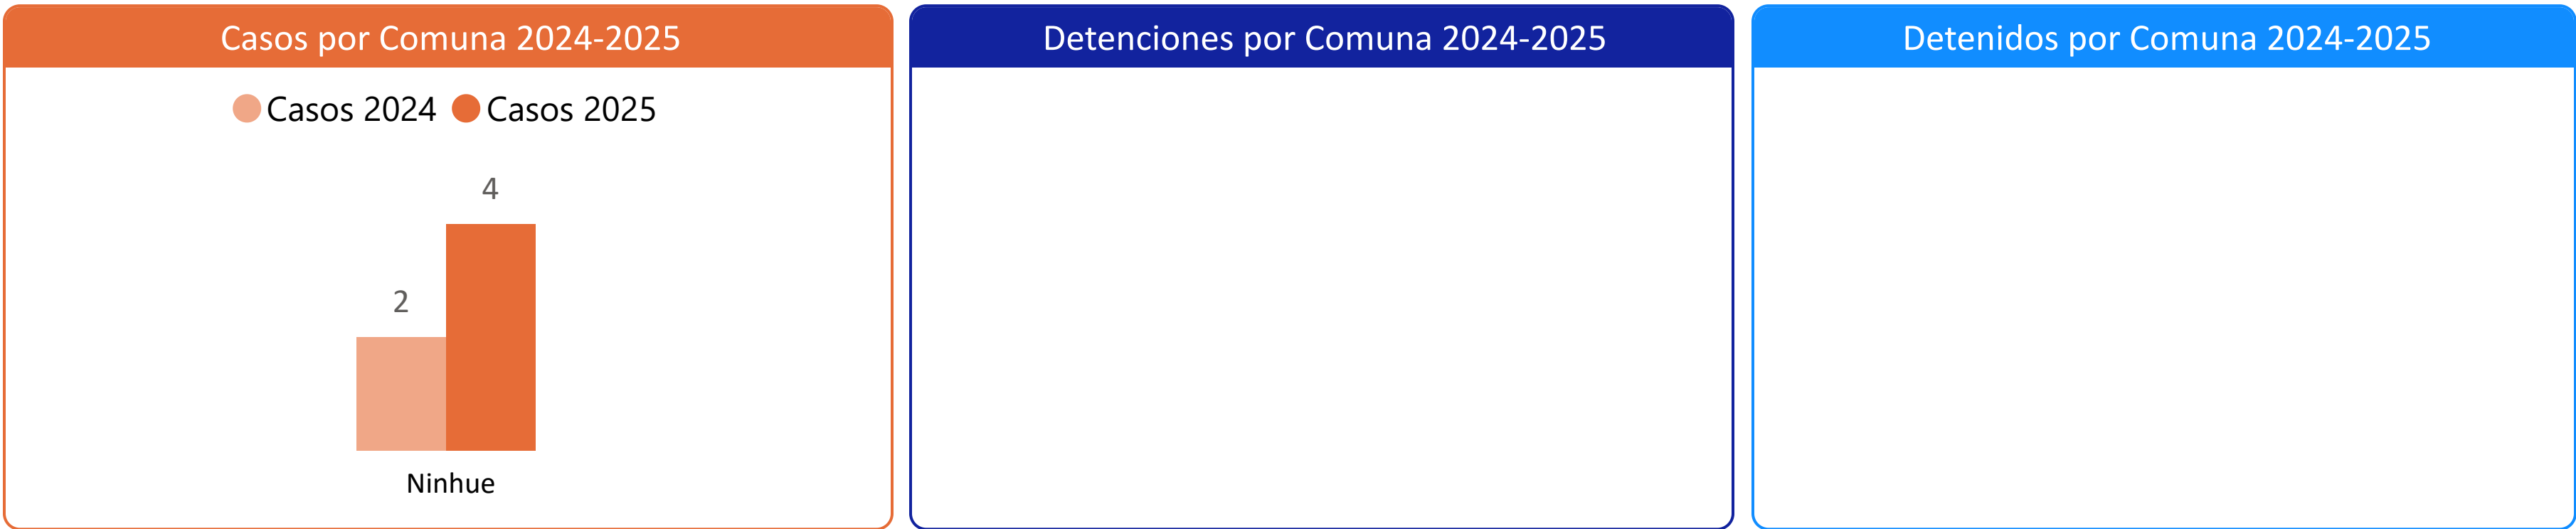 Casos por Comuna 2024-2025
Casos 2024 Casos 2025
4
2
Ninhue
Detenciones por Comuna 2024-2025
Detenidos por Comuna 2024-2025